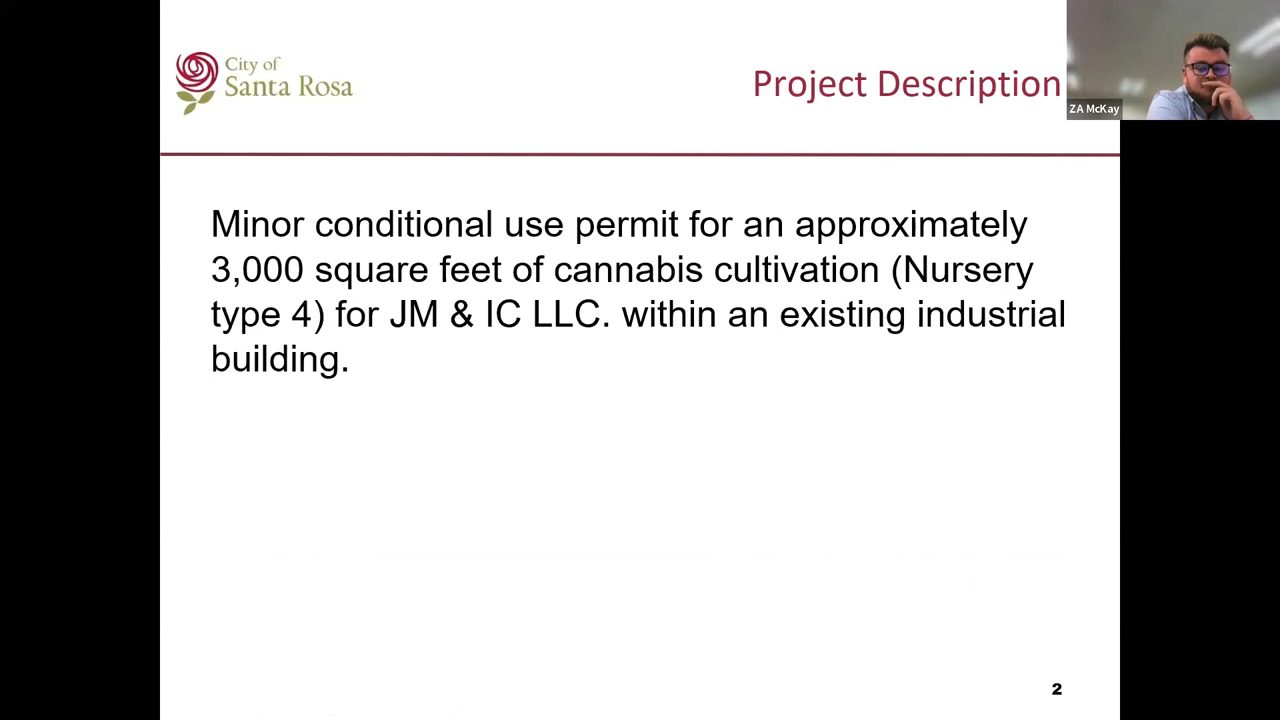 City of
Santa Rosa
Project Description
ZA McKay
Minor conditional use permit for an approximately
3,000 square feet of cannabis cultivation (Nursery
type 4) for JM & IC LLC. within an existing industrial
building.
2